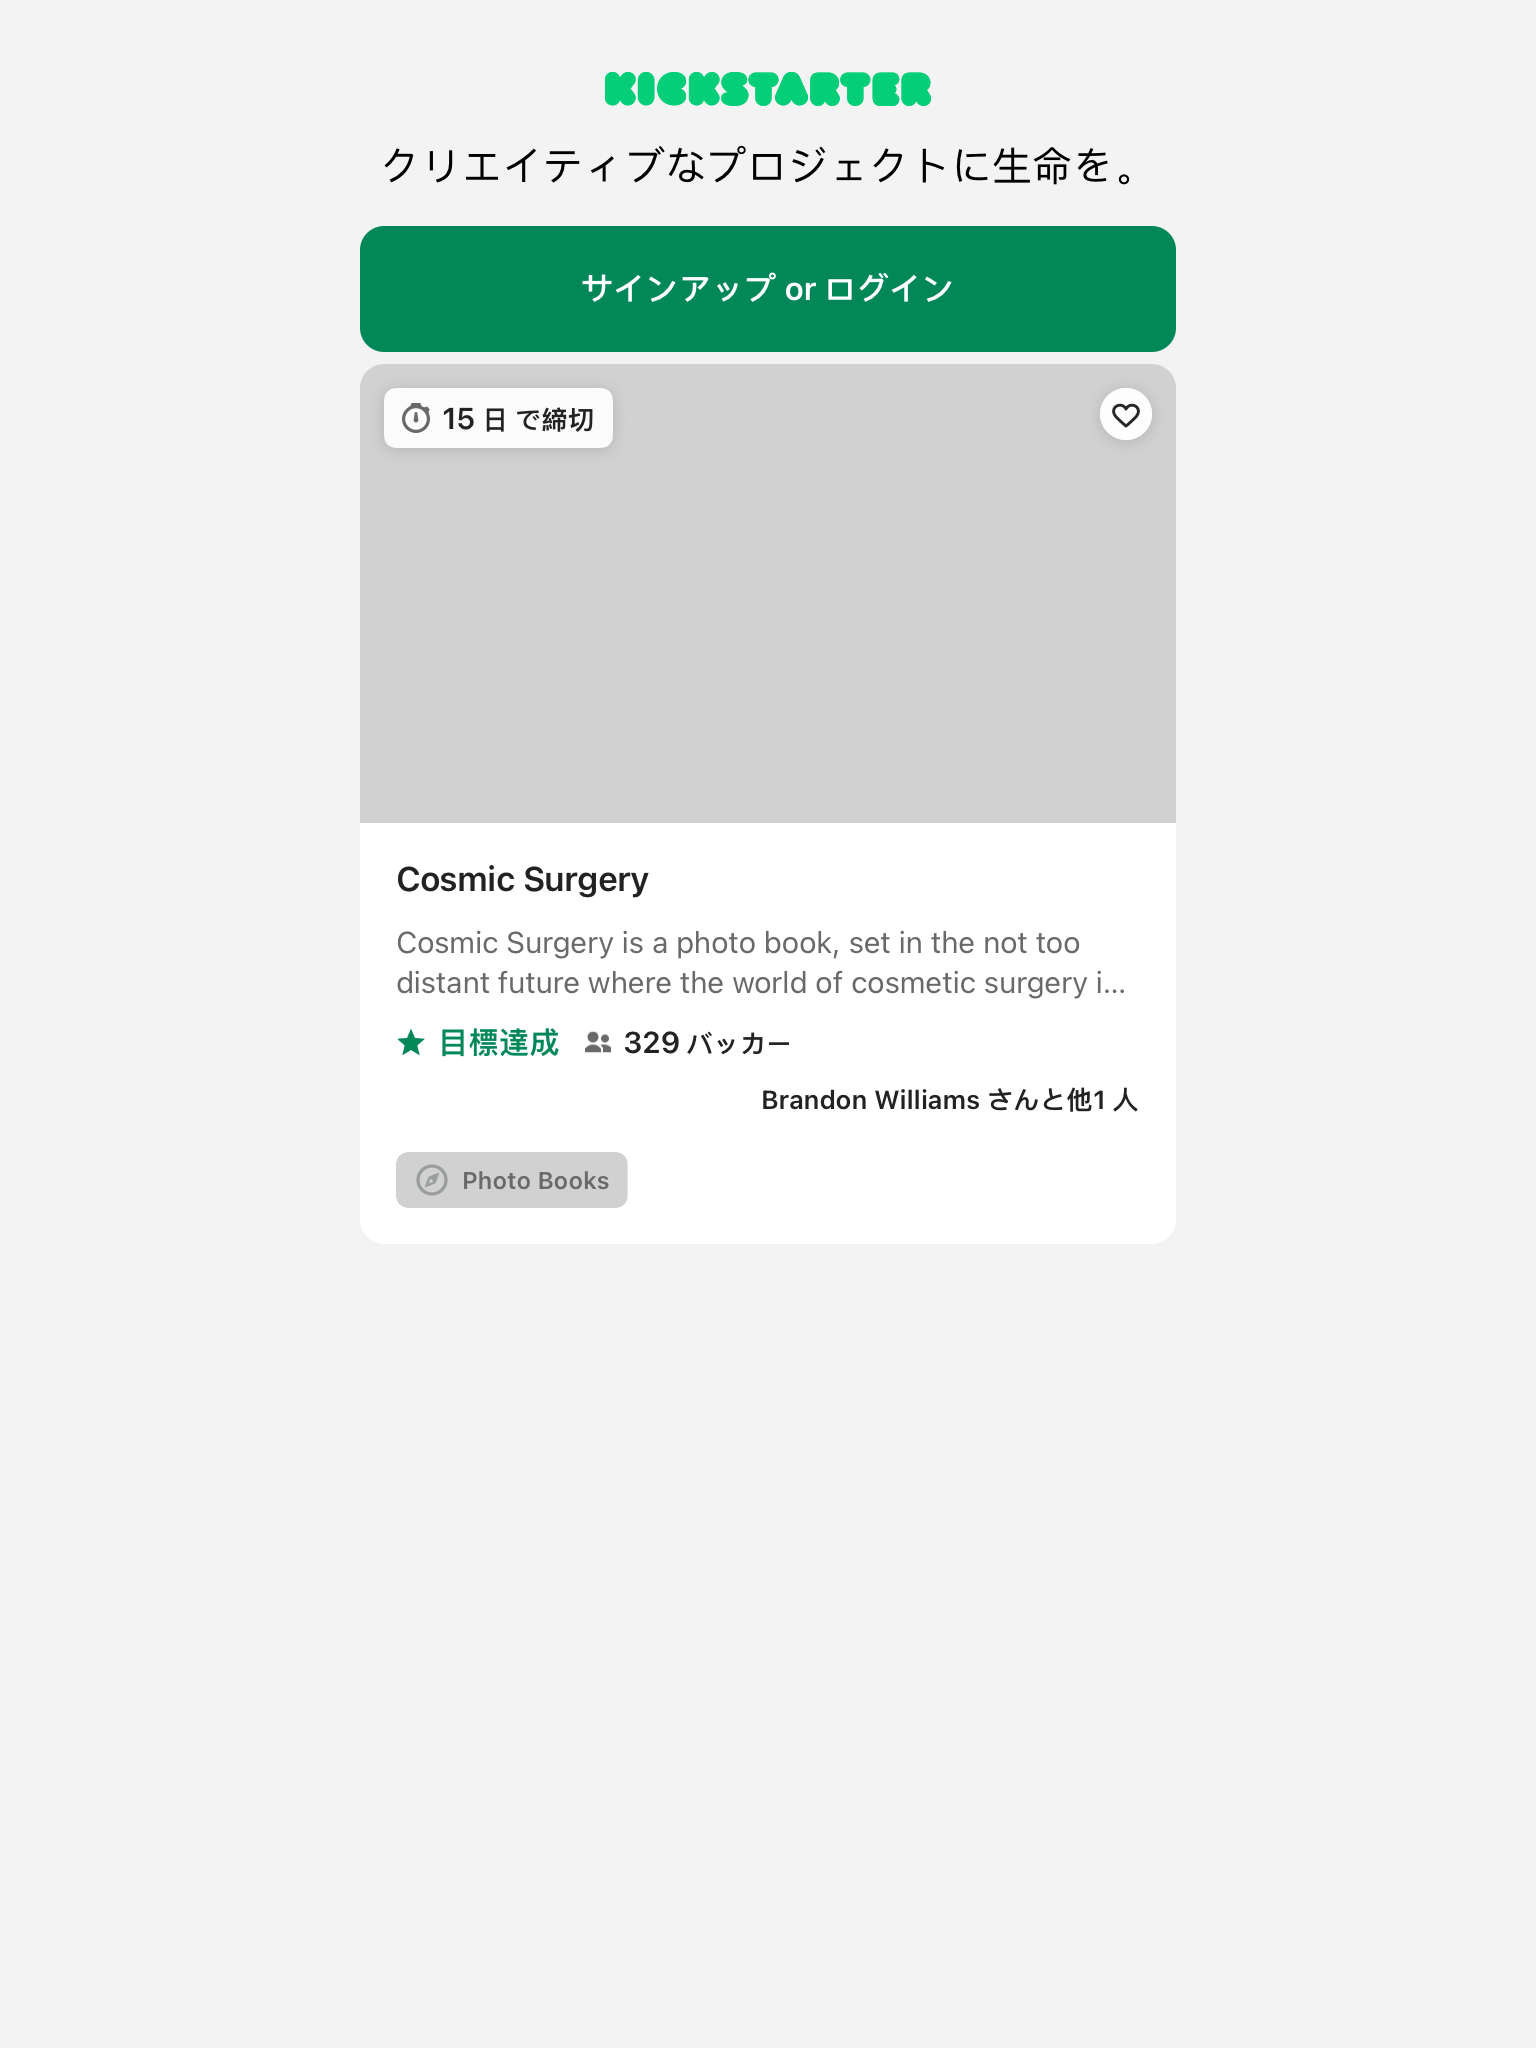 KICKSTARTER
クリエイティブなプロジェクトに生命を。
サインアップ or ログイン
15 日 で締切
Cosmic Surgery
Cosmic Surgery is a photo book, set in the not too
distant future where the world of cosmetic surgery i...
目標達成 329 バッカー
Brandon Williams さんと他1 人
Photo Books